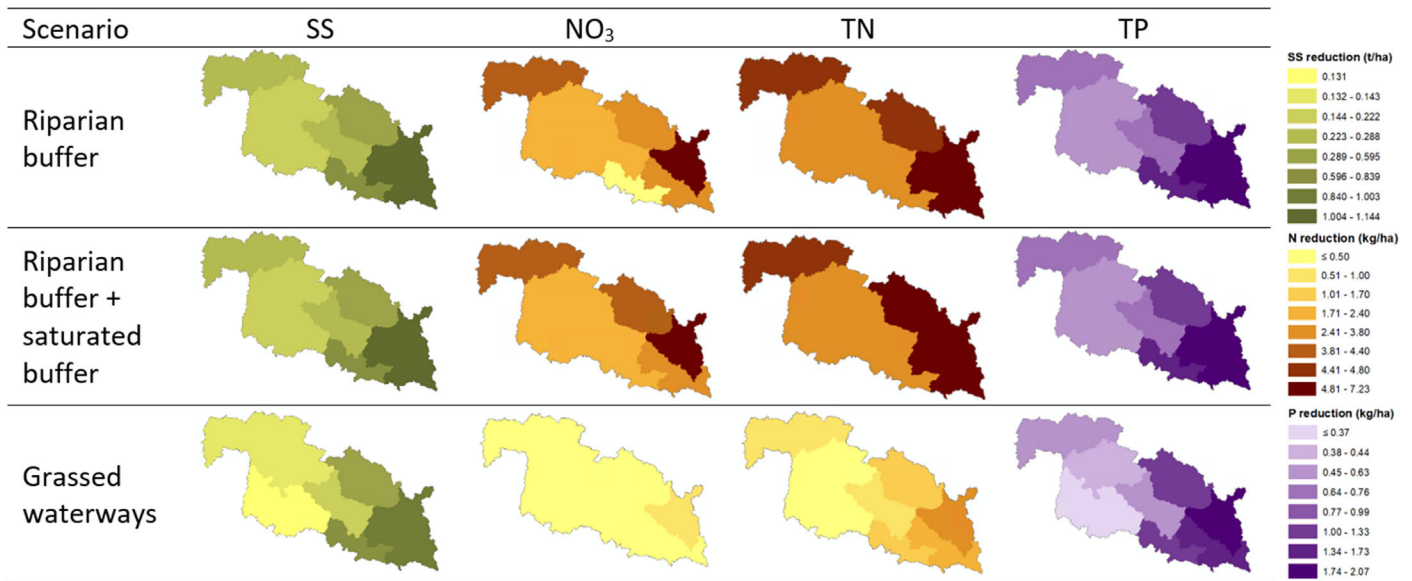 Scenario SS NO₃ TN TP
Riparian
buffer
Riparian
buffer +
saturated
buffer
Grassed
waterways
SS reduction (t/ha)
0.131
0.132 - 0.143
0.144 - 0.222
0.223 - 0.288
0.289 - 0.595
0.596 - 0.839
0.840 - 1.003
1.004 - 1.144
N reduction (kg/ha)
≤ 0.50
0.51 - 1.00
1.01 - 1.70
1.71 - 2.40
2.41 - 3.80
3.81 - 4.40
4.41 - 4.80
4.81 - 7.23
P reduction (kg/ha)
≤ 0.37
0.38 - 0.44
0.45 - 0.63
0.64 - 0.76
0.77 - 0.99
1.00 - 1.33
1.34 - 1.73
1.74 - 2.07